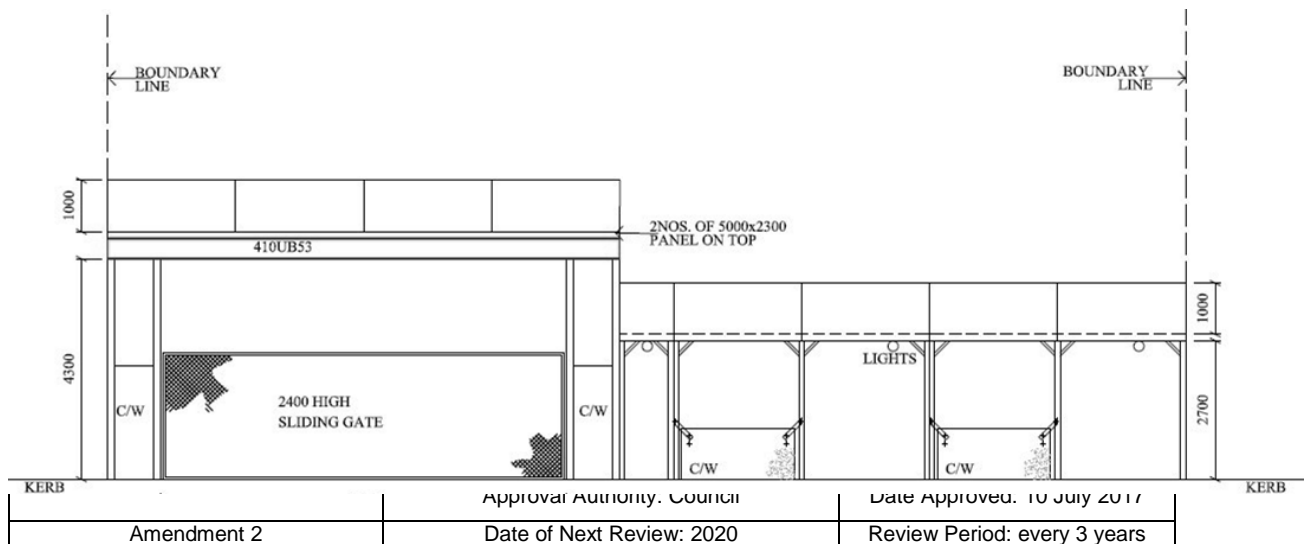 BOUNDARY
LINE
BOUNDARY
LINE
1000
2NOS. OF 5000x2300
PANEL ON TOP
410UB53
1000
LIGHTS
4300
2400 HIGH
SLIDING GATE
C/W
C/W
2700
C/W
C/W
KERB
KERB
Approval Authority: Council
Date Approved: 10 July 2017
Amendment 2
Date of Next Review: 2020
Review Period: every 3 years